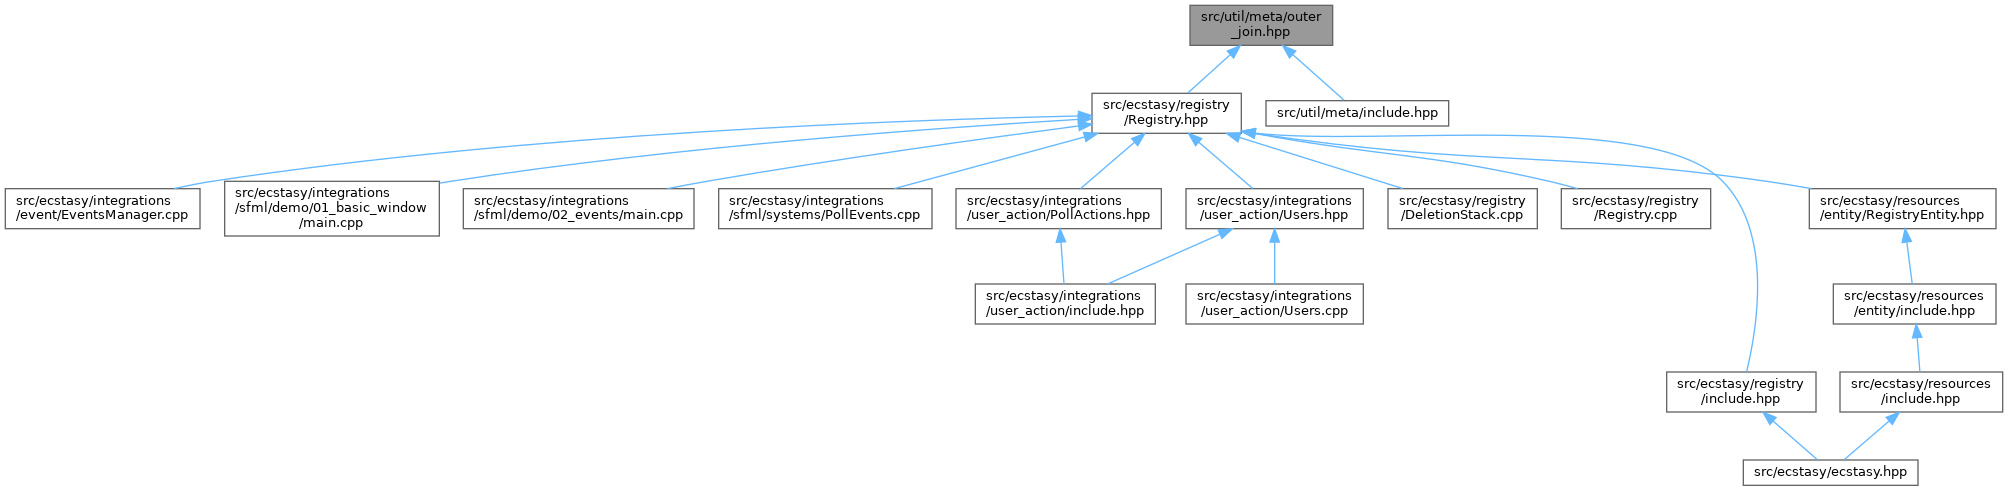 src/util/meta/outer
_join.hpp
src/ecstasy/registry
/Registry.hpp
src/util/meta/include.hpp
src/ecstasy/integrations
/event/EventsManager.cpp
src/ecstasy/integrations
/sfml/demo/01_basic_window
/main.cpp
src/ecstasy/integrations
/sfml/demo/02_events/main.cpp
src/ecstasy/integrations
/sfml/systems/PollEvents.cpp
src/ecstasy/integrations
/user_action/PollActions.hpp
src/ecstasy/integrations
/user_action/Users.hpp
src/ecstasy/registry
/DeletionStack.cpp
src/ecstasy/registry
/Registry.cpp
src/ecstasy/resources
/entity/RegistryEntity.hpp
src/ecstasy/integrations
/user_action/include.hpp
src/ecstasy/integrations
/user_action/Users.cpp
src/ecstasy/resources
/entity/include.hpp
src/ecstasy/registry
/include.hpp
src/ecstasy/resources
/include.hpp
src/ecstasy/ecstasy.hpp